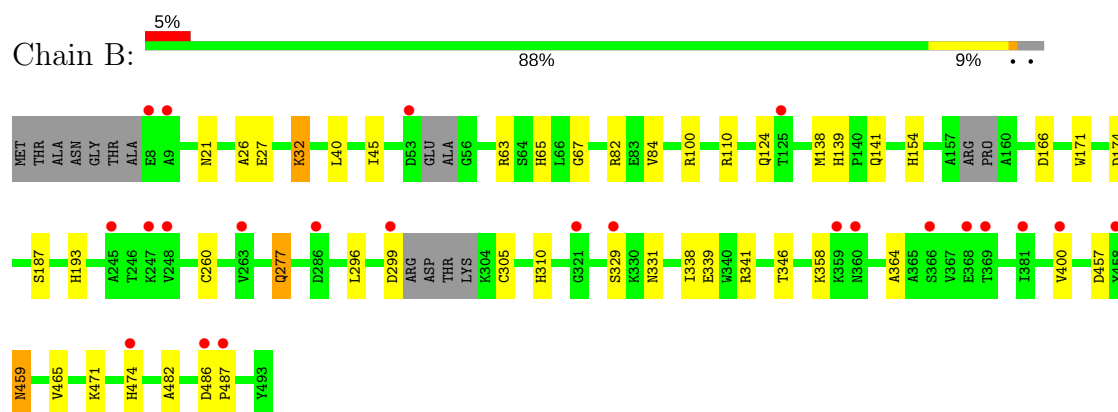 5%
Chain B:
88% 9% • •
MET THR ALA ASN GLY THR ALA E8 A9 N21 A26 E27 K32 L40 I45 D53 GLU ALA G56 R63 S64 H65 L66 G67 R82 E83 V84 R100 R110 Q124 T125 M138 H139 P140 Q141 H154 A157 ARG PRO A160 D166 W171
S187 H193 A245 T246 K247 V248 C260 V263 Q277 D286 L296 D299 ARG ASP THR LYS K304 C305 H310 G321 S329 K330 N331 I338 E339 W340 R341 T346 K358 K359 N360 A364 A365 S366 V367 E368 T369 I381 V400 D457
N459 V465 K471 H474 A482 D486 P487 Y493